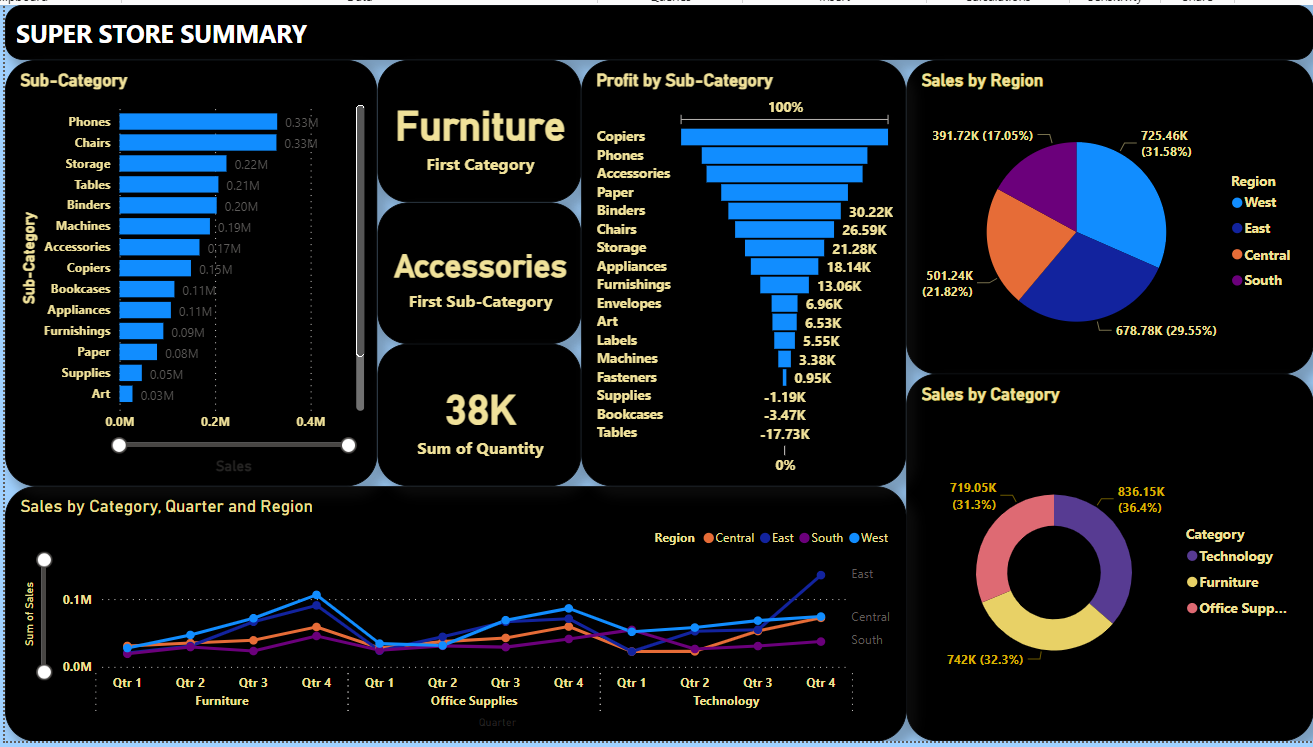 SUPER STORE SUMMARY
Sub-Category
Sub-Category
Phones 0.33M
Chairs 0.33M
Storage 0.22M
Tables 0.21M
Binders 0.20M
Machines 0.19M
Accessories 0.17M
Copiers 0.15M
Bookcases 0.11M
Appliances 0.11M
Furnishings 0.09M
Paper 0.08M
Supplies 0.05M
Art 0.03M
0.0M 0.2M 0.4M
Sales
Furniture
First Category
Accessories
First Sub-Category
38K
Sum of Quantity
Profit by Sub-Category
100%
Copiers
Phones
Accessories
Paper
Binders 30.22K
Chairs 26.59K
Storage 21.28K
Appliances 18.14K
Furnishings 13.06K
Envelopes 6.96K
Art 6.53K
Labels 5.55K
Machines 3.38K
Fasteners 0.95K
Supplies -1.19K
Bookcases -3.47K
Tables -17.73K
0%
Sales by Region
391.72K (17.05%)
725.46K
(31.58%)
501.24K
(21.82%)
678.78K (29.55%)
Region
West
East
Central
South
Sales by Category
719.05K
(31.3%)
836.15K
(36.4%)
742K (32.3%)
Category
Technology
Furniture
Office Supp...
Sales by Category, Quarter and Region
Region Central East South West
Sum of Sales
0.1M
0.0M
East
Central
South
Qtr 1 Qtr 2 Qtr 3 Qtr 4 Qtr 1 Qtr 2 Qtr 3 Qtr 4 Qtr 1 Qtr 2 Qtr 3 Qtr 4
Furniture Office Supplies Technology
Quarter